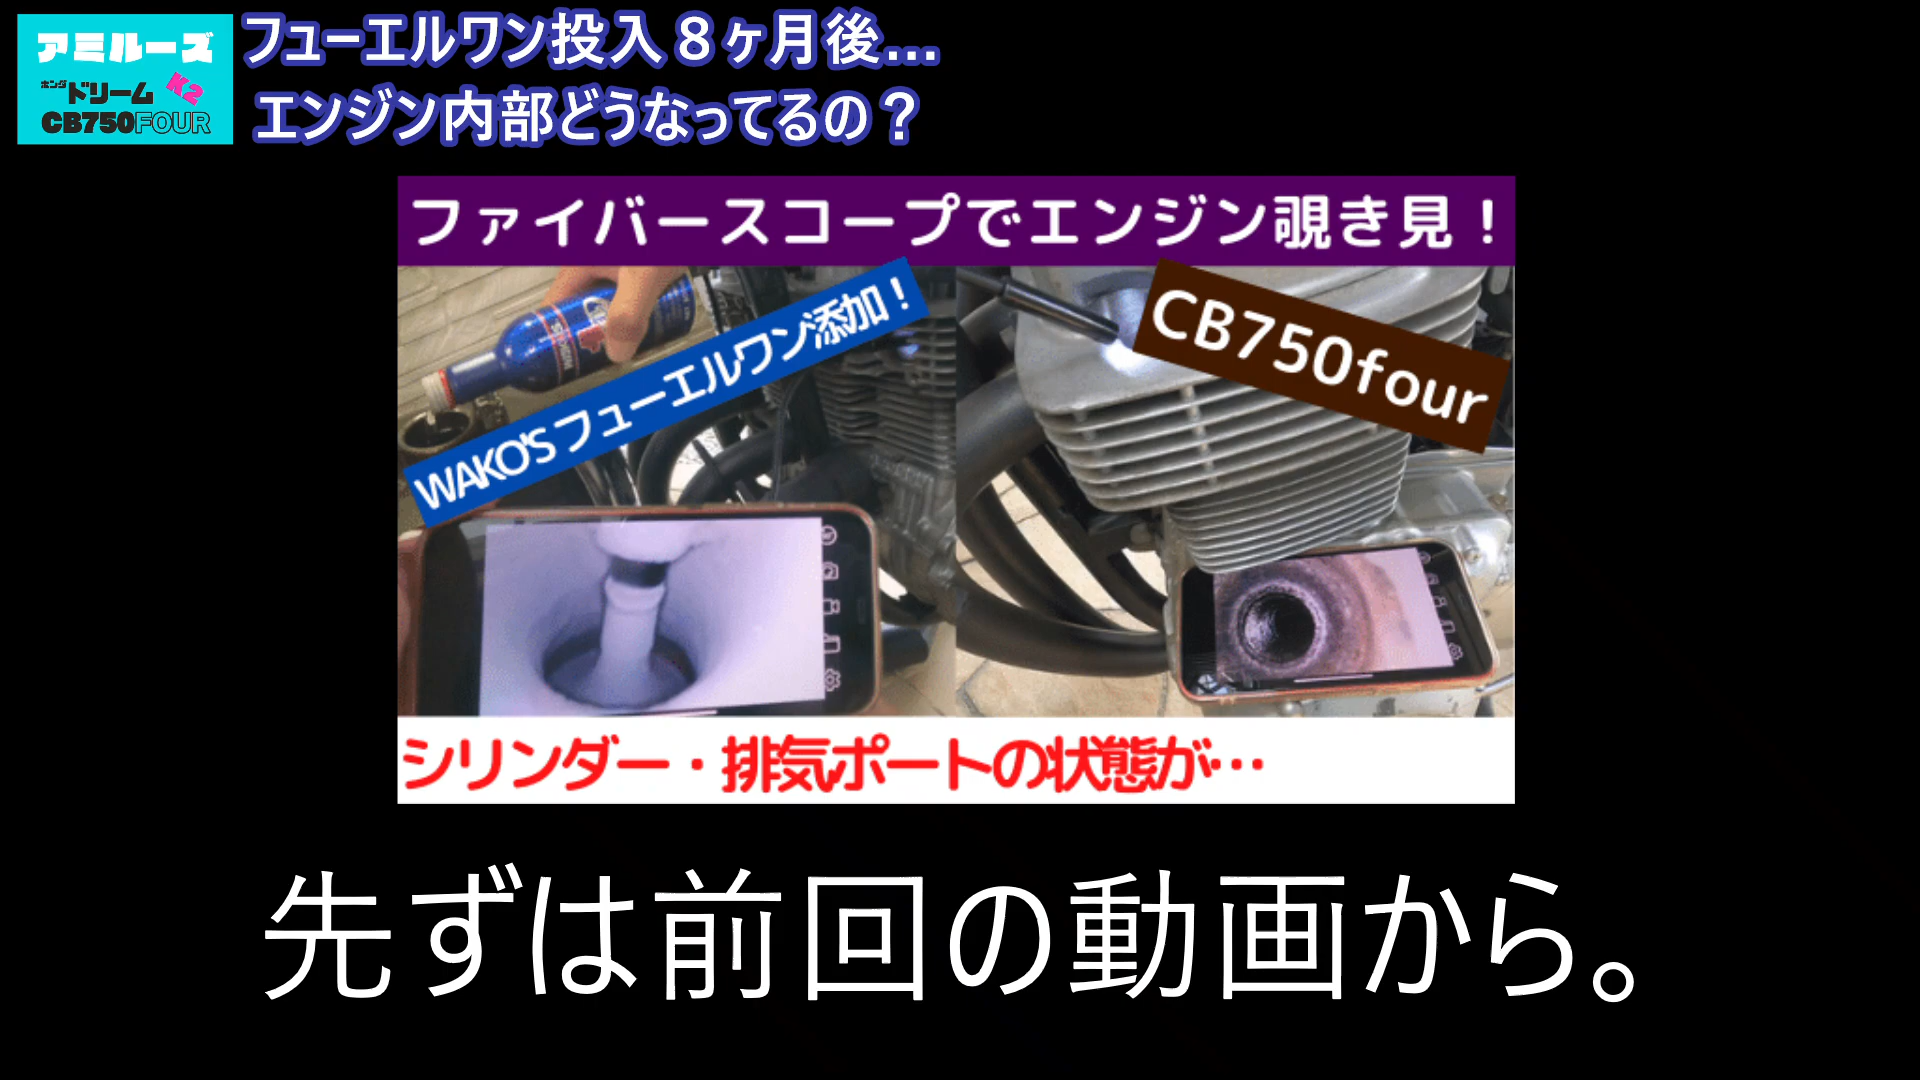 アミルーズ
ホンダドリーム K2
CB750FOUR
フューエルワン投入８ヶ月後...
エンジン内部どうなってるの？
ファイバースコープでエンジン覗き見！
WAKO'Sフューエルワン添加！
CB750four
シリンダー・排気ポートの状態が…
先ずは前回の動画から。